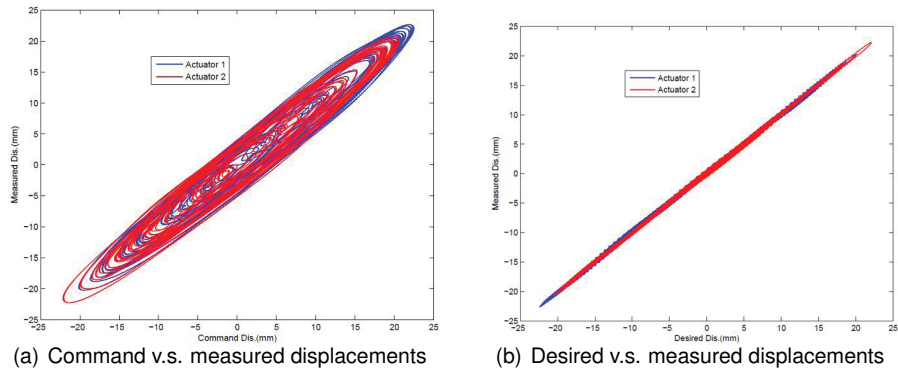 25
20
15
10
5
0
−5
−10
−15
−20
−25
Measured Dis.(mm)
Actuator 1
Actuator 2
−25 −20 −15 −10 −5 0 5 10 15 20 25
Command Dis.(mm)
(a) Command v.s. measured displacements
25
20
15
10
5
0
−5
−10
−15
−20
−25
Measured Dis.(mm)
Actuator 1
Actuator 2
−25 −20 −15 −10 −5 0 5 10 15 20 25
Desired Dis.(mm)
(b) Desired v.s. measured displacements